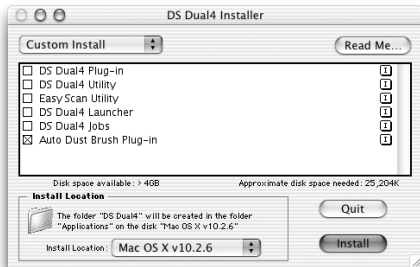 DS Dual4 Installer
Custom Install
Read Me...
DS Dual4 Plug-in
I
DS Dual4 Utility
I
Easy Scan Utility
I
DS Dual4 Launcher
I
DS Dual4 Jobs
I
Auto Dust Brush Plug-in
I
Disk space available: > 4GB
Approximate disk space needed: 25,204K
Install Location
The folder "DS Dual4" will be created in the folder
"Applications" on the disk "Mac OS X v10.2.6"
Install Location: Mac OS X v10.2.6
Quit
Install